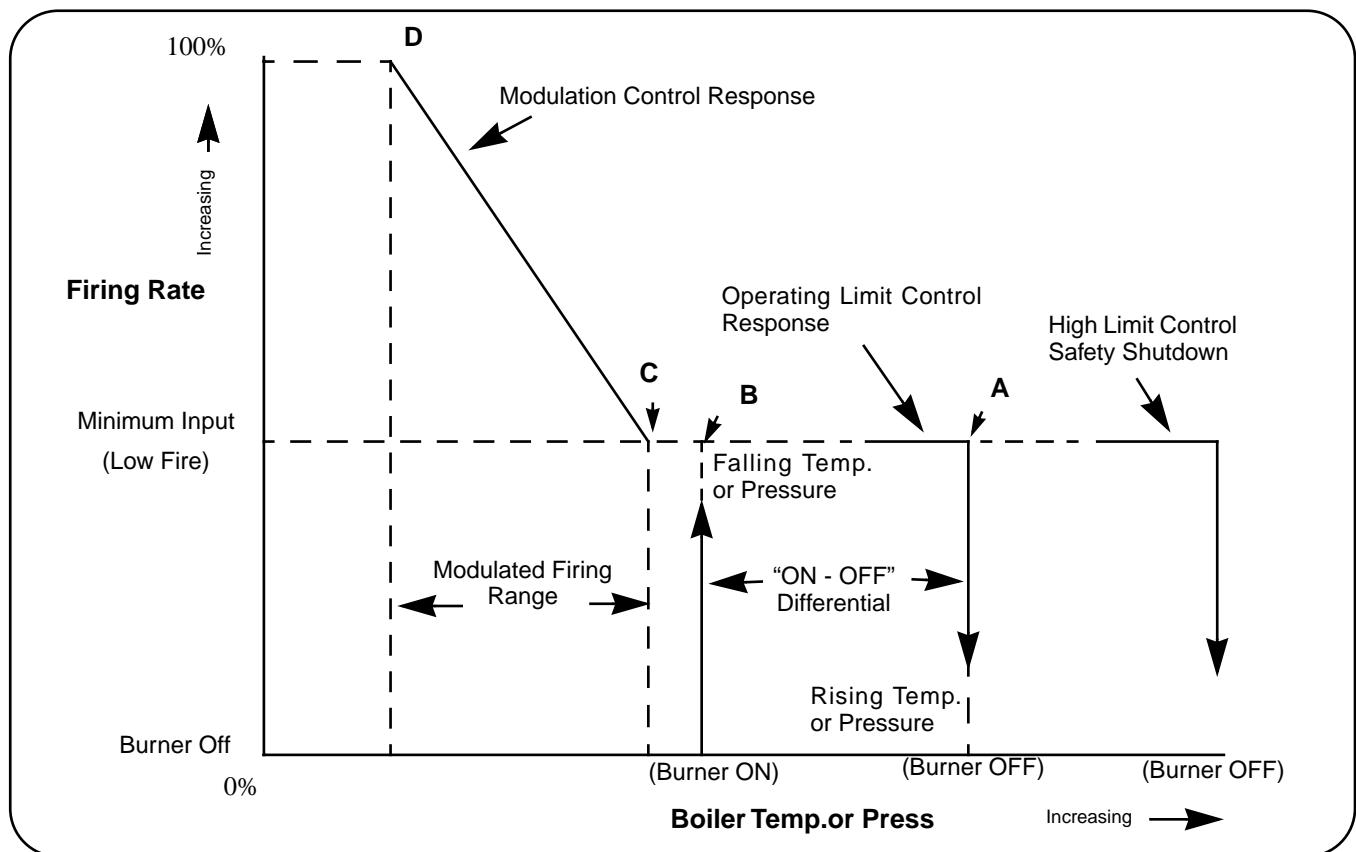 D
100%
Modulation Control Response
Increasing
Firing Rate
Operating Limit Control
Response
High Limit Control
Safety Shutdown
C
B
A
Minimum Input
(Low Fire)
Falling Temp.
or Pressure
Modulated Firing
Range
“ON - OFF”
Differential
Rising Temp.
or Pressure
Burner Off
0%
(Burner ON)
(Burner OFF)
(Burner OFF)
Boiler Temp.or Press
Increasing